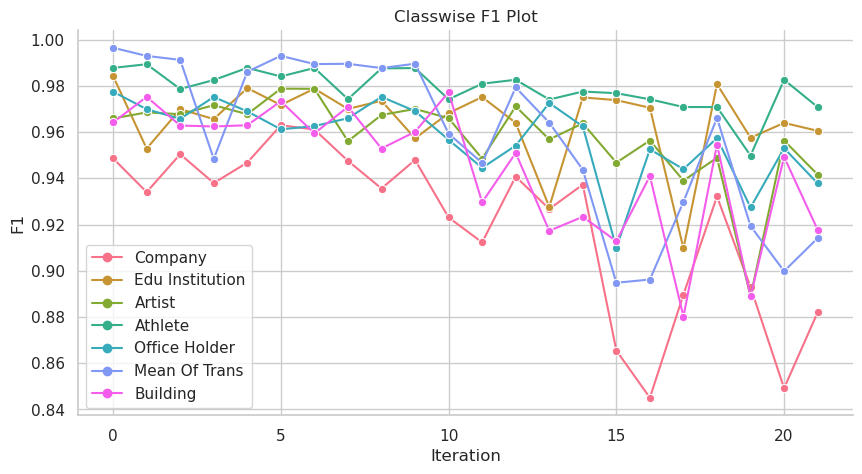 Classwise F1 Plot
1.00
0.98
0.96
0.94
0.92
0.90
0.88
0.86
0.84
F1
Company
Edu Institution
Artist
Athlete
Office Holder
Mean Of Trans
Building
0 5 10 15 20
Iteration